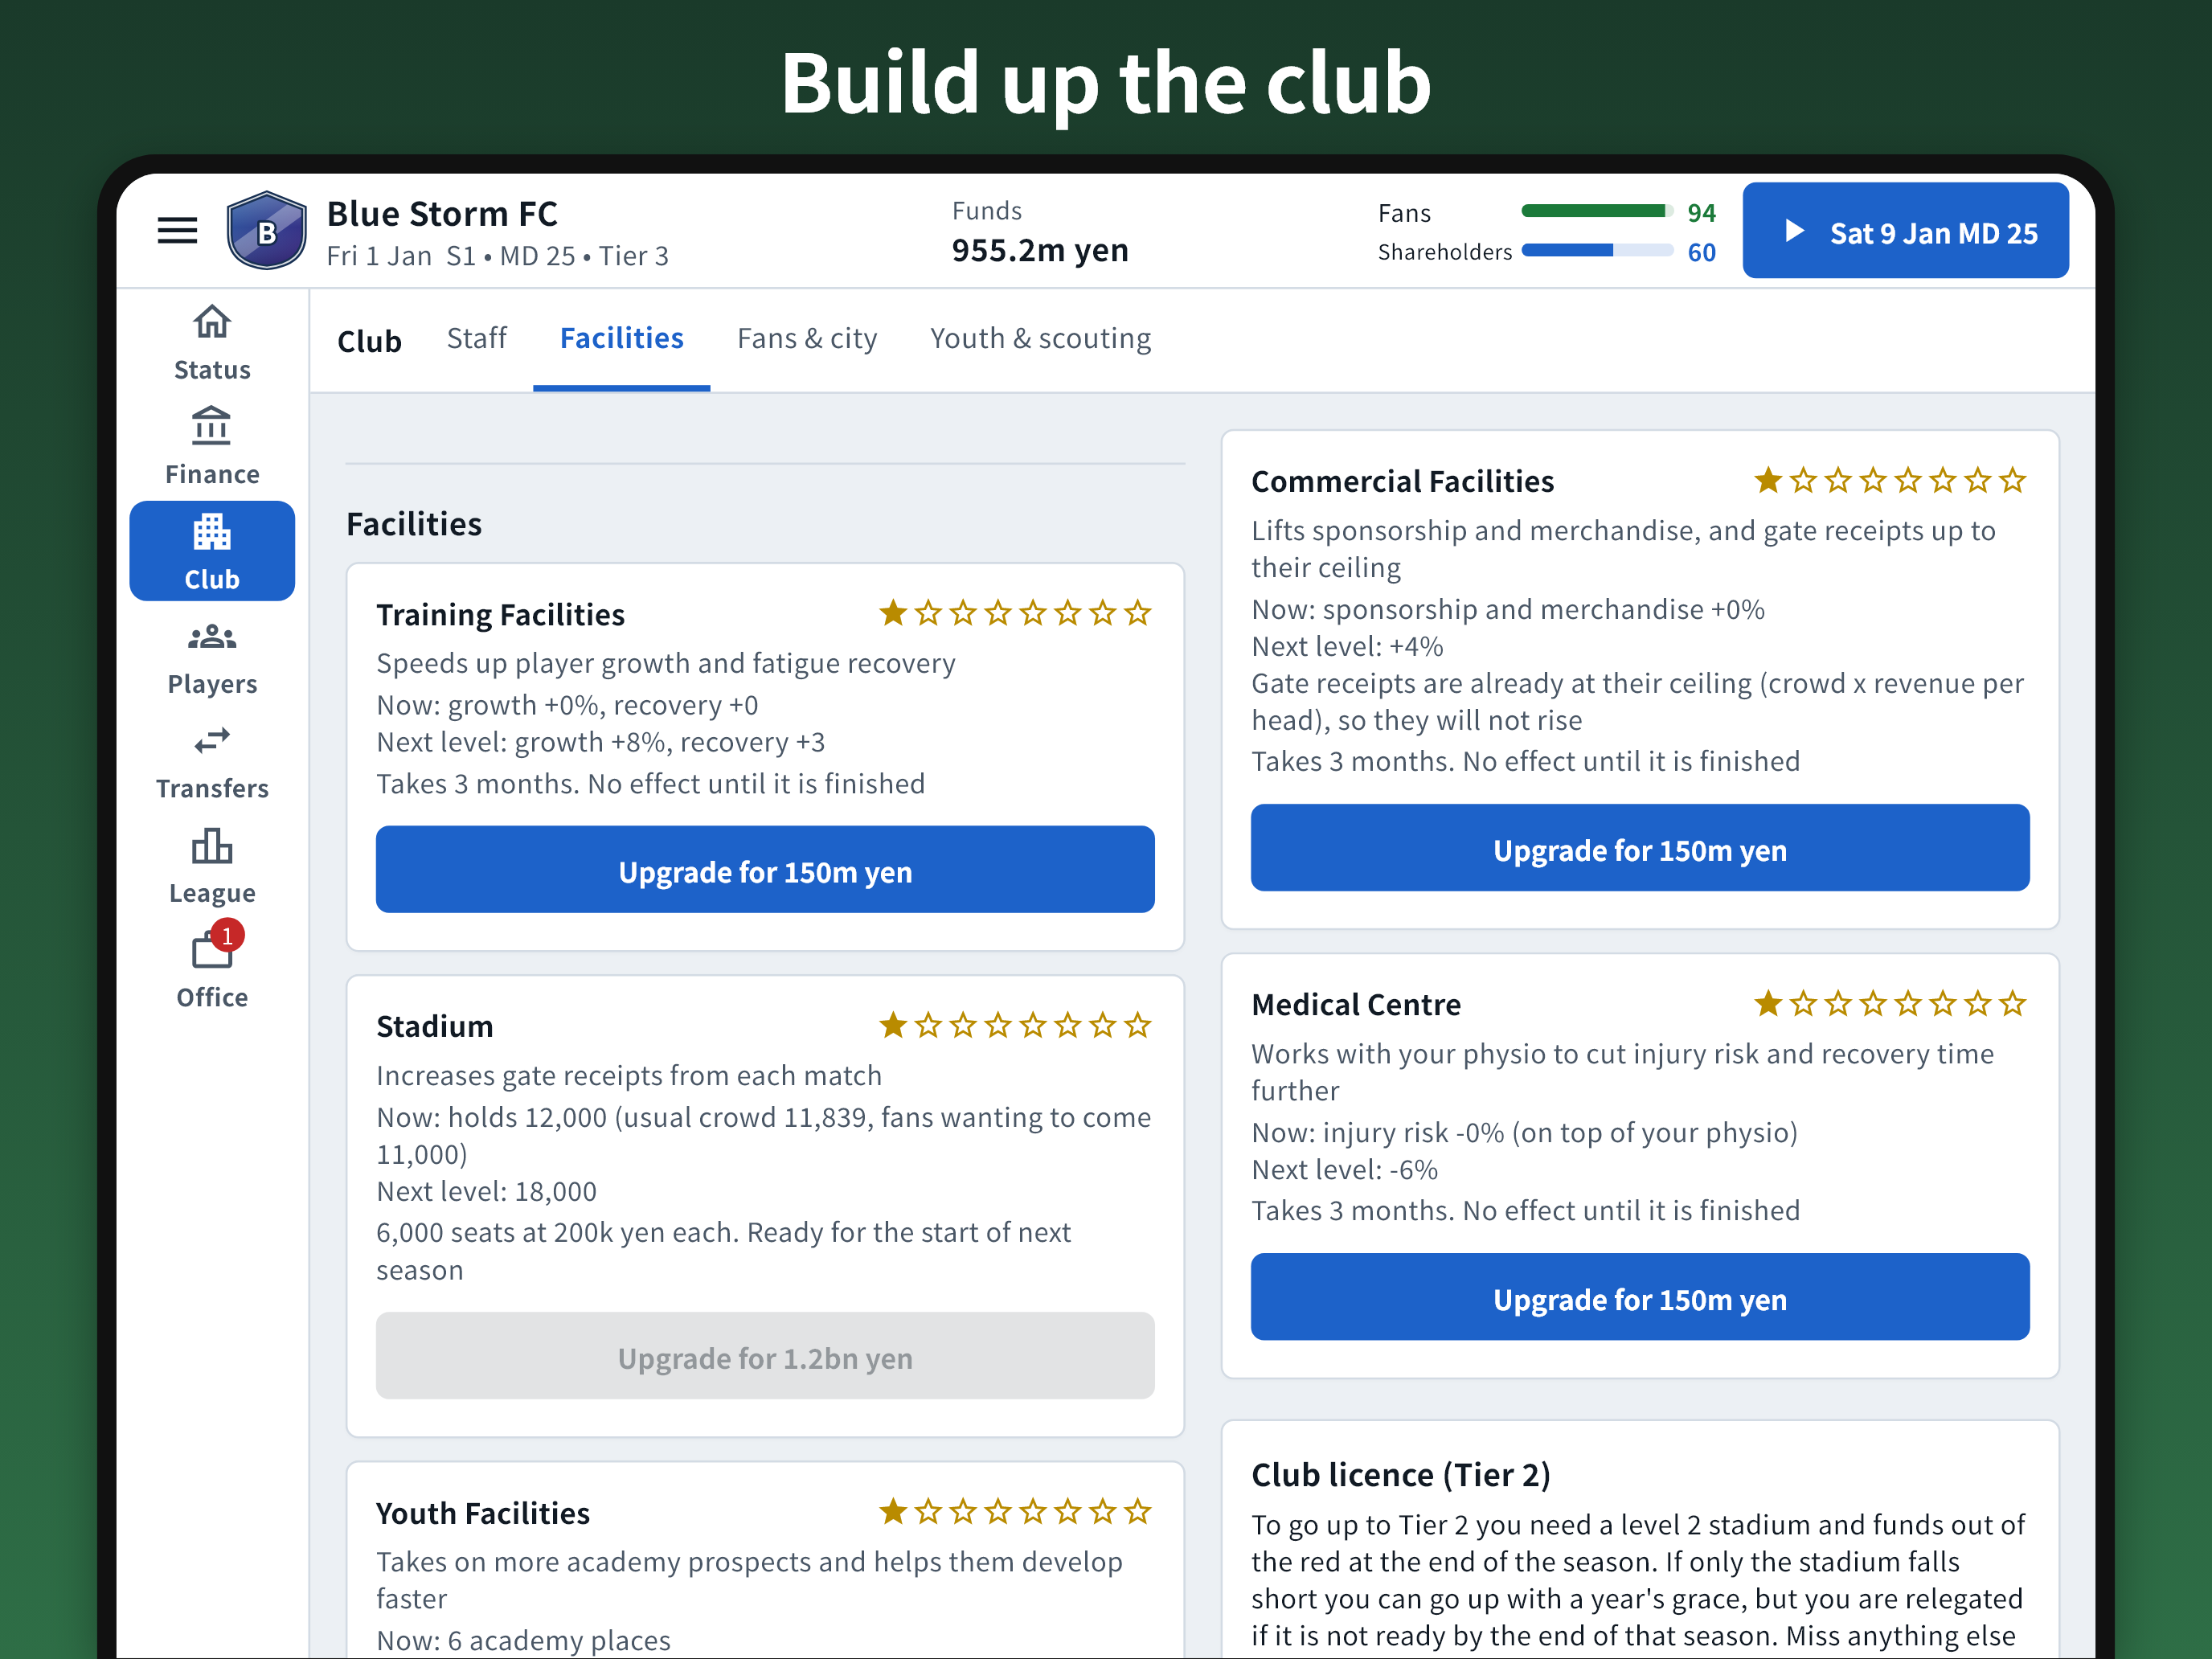 Build up the club
B
Blue Storm FC
Fri 1 Jan S1 • MD 25 • Tier 3
Funds
955.2m yen
Fans
94
Shareholders
60
Sat 9 Jan MD 25
Status
Finance
Club
Players
Transfers
League
1
Office
Club
Staff
Facilities
Fans & city
Youth & scouting
Facilities
Training Facilities
Speeds up player growth and fatigue recovery
Now: growth +0%, recovery +0
Next level: growth +8%, recovery +3
Takes 3 months. No effect until it is finished
Upgrade for 150m yen
Stadium
Increases gate receipts from each match
Now: holds 12,000 (usual crowd 11,839, fans wanting to come
11,000)
Next level: 18,000
6,000 seats at 200k yen each. Ready for the start of next
season
Upgrade for 1.2bn yen
Youth Facilities
Takes on more academy prospects and helps them develop
faster
Now: 6 academy places
Commercial Facilities
Lifts sponsorship and merchandise, and gate receipts up to
their ceiling
Now: sponsorship and merchandise +0%
Next level: +4%
Gate receipts are already at their ceiling (crowd x revenue per
head), so they will not rise
Takes 3 months. No effect until it is finished
Upgrade for 150m yen
Medical Centre
Works with your physio to cut injury risk and recovery time
further
Now: injury risk -0% (on top of your physio)
Next level: -6%
Takes 3 months. No effect until it is finished
Upgrade for 150m yen
Club licence (Tier 2)
To go up to Tier 2 you need a level 2 stadium and funds out of
the red at the end of the season. If only the stadium falls
short you can go up with a year's grace, but you are relegated
if it is not ready by the end of that season. Miss anything else